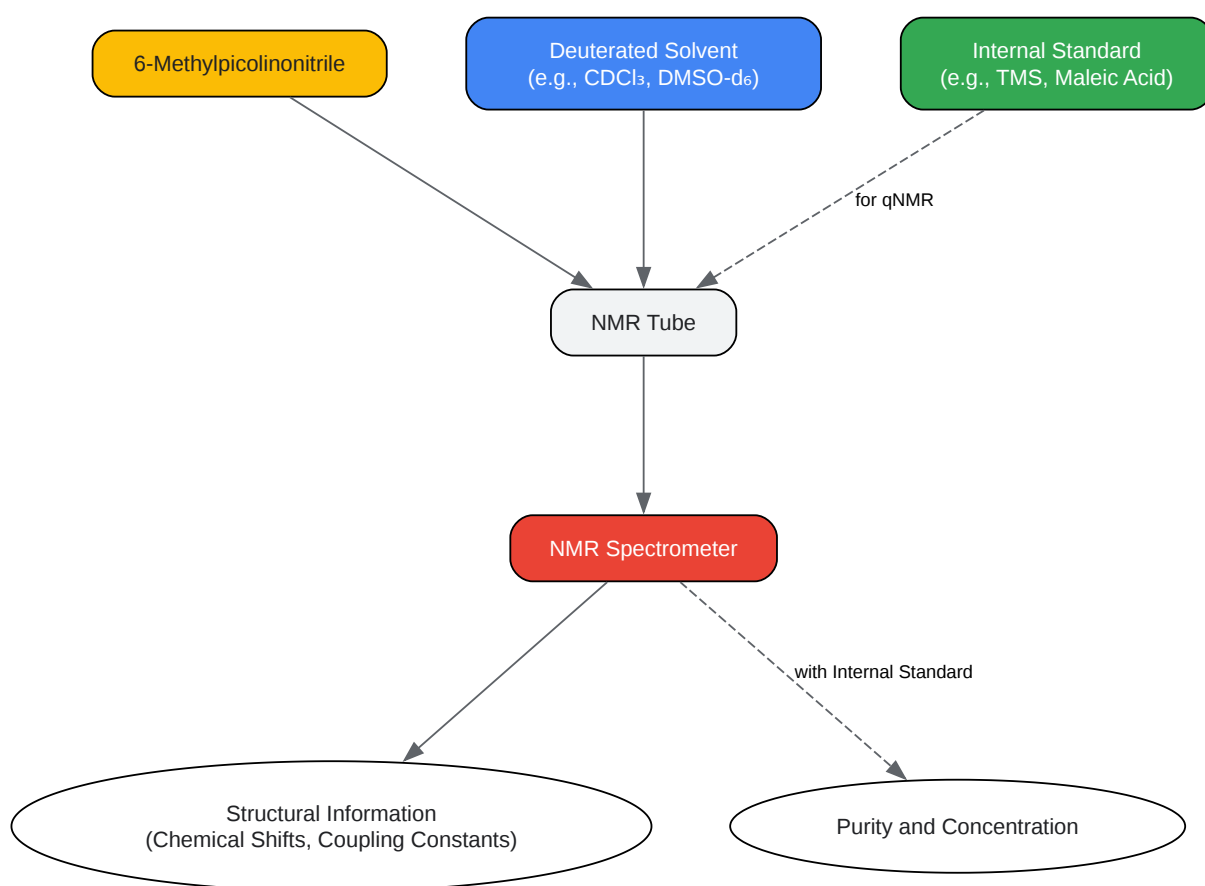 6-Methylpicolinonitrile
Deuterated Solvent
(e.g., CDCl₃, DMSO-d₆)
Internal Standard
(e.g., TMS, Maleic Acid)
for qNMR
NMR Tube
NMR Spectrometer
with Internal Standard
Structural Information
(Chemical Shifts, Coupling Constants)
Purity and Concentration